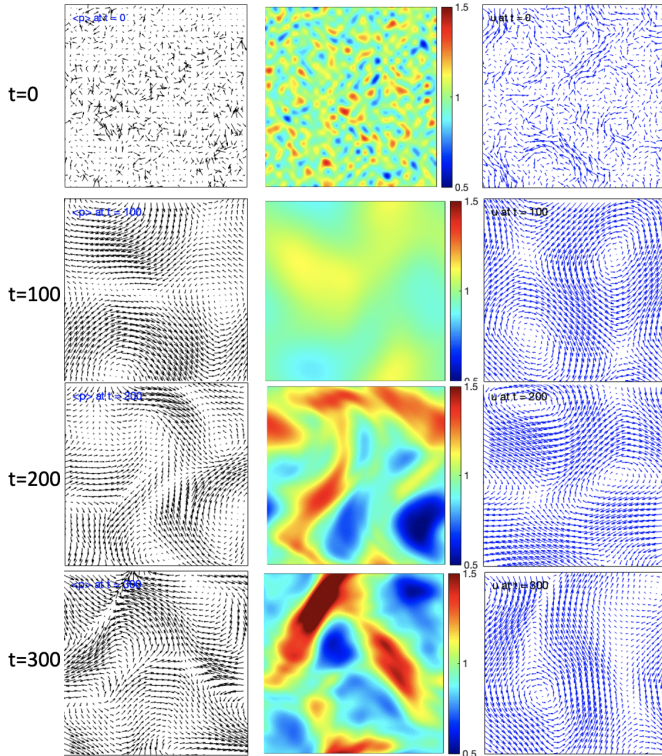 <p> at t = 0
1.5
u at t = 0
t=0
1
0.5
<p> at t = 100
1.5
u at t = 100
t=100
1
0.5
<p> at t = 200
1.5
u at t = 200
t=200
1
0.5
<p> at t = 300
1.5
u at t = 300
t=300
1
0.5